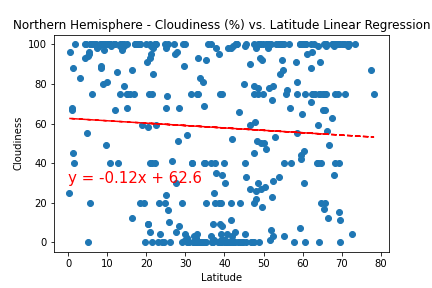 Northern Hemisphere - Cloudiness (%) vs. Latitude Linear Regression
100
80
60
40
20
0
Cloudiness
y = -0.12x + 62.6
0 10 20 30 40 50 60 70 80
Latitude